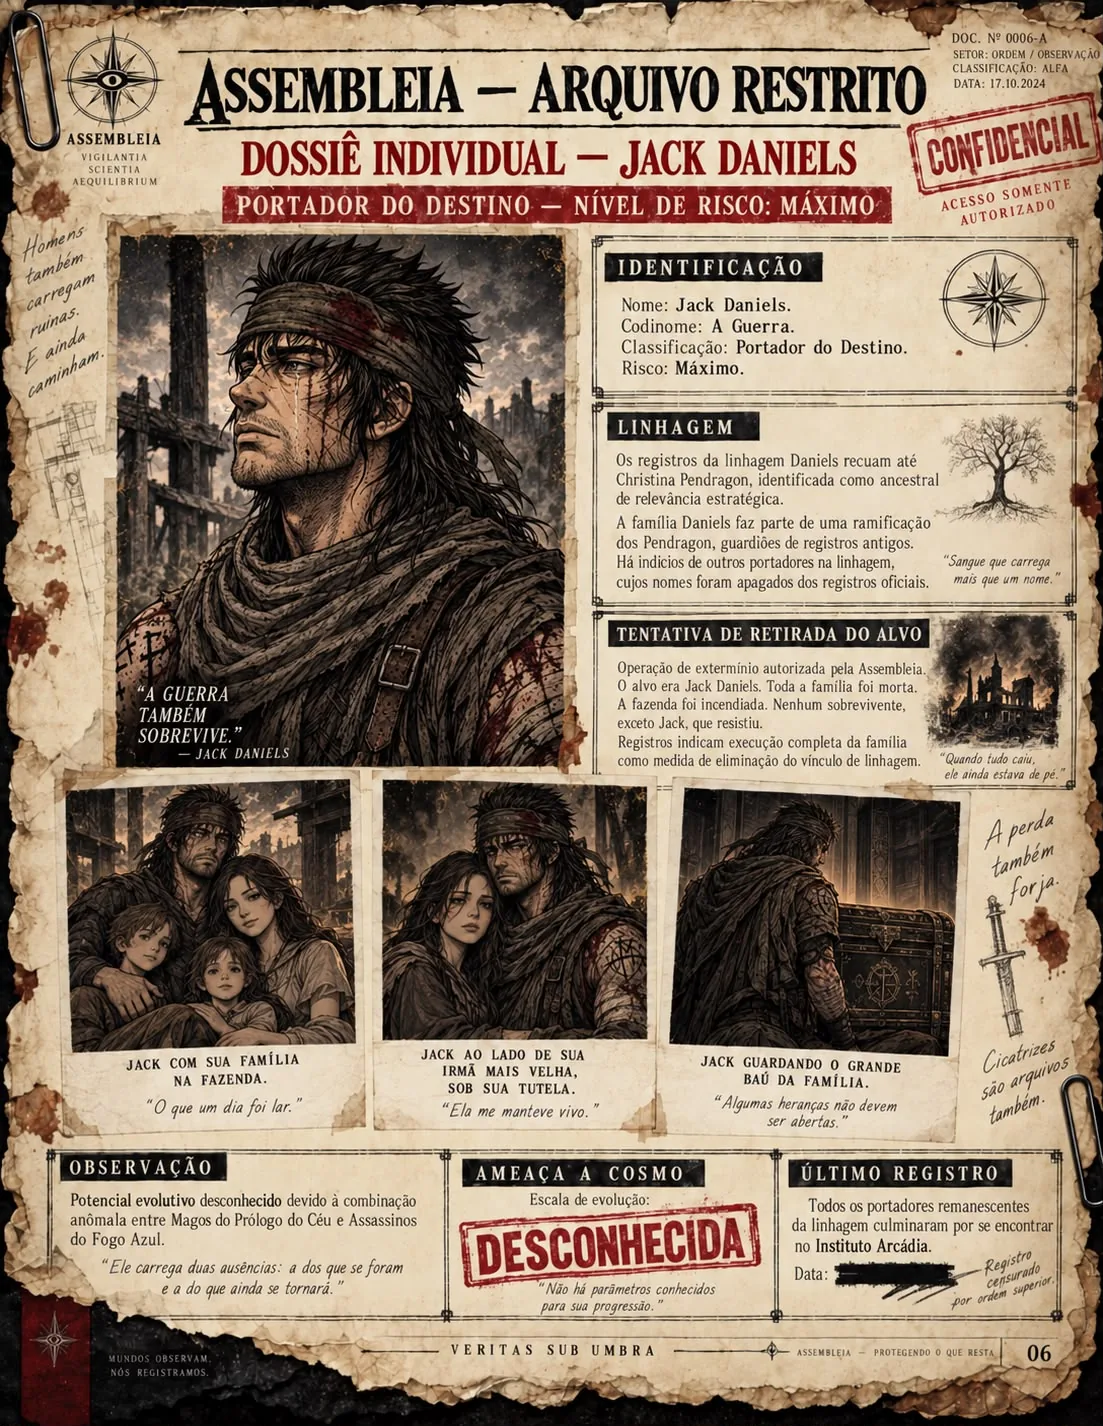 DOC. Nº 0006-A
SETOR: ORDEM / OBSERVAÇÃO
CLASSIFICAÇÃO: ALFA
DATA: 17.10.2024
ASSEMBLEIA
VIGILANTIA
SCIENTIA
AEQUILIBRIUM
ASSEMBLEIA — ARQUIVO RESTRITO
DOSSIÊ INDIVIDUAL — JACK DANIELS
PORTADOR DO DESTINO — NÍVEL DE RISCO: MÁXIMO
CONFIDENCIAL
ACESSO SOMENTE
AUTORIZADO
Homens
também
carregam
ruinas.
E ainda
caminham.
"A GUERRA
TAMBÉM
SOBREVIVE."
— JACK DANIELS
IDENTIFICAÇÃO
Nome: Jack Daniels.
Codinome: A Guerra.
Classificação: Portador do Destino.
Risco: Máximo.
LINHAGEM
Os registros da linhagem Daniels recuam até
Christina Pendragon, identificada como ancestral
de relevância estratégica.
A família Daniels faz parte de uma ramificação
dos Pendragon, guardiões de registros antigos.
Há indicios de outros portadores na linhagem,
cujos nomes foram apagados dos registros oficiais.
"Sangue que carrega
mais que um nome."
TENTATIVA DE RETIRADA DO ALVO
Operação de extermínio autorizada pela Assembleia.
O alvo era Jack Daniels. Toda a família foi morta.
A fazenda foi incendiada. Nenhum sobrevivente,
exceto Jack, que resistiu.
Registros indicam execução completa da família
como medida de eliminação do vínculo de linhagem.
"Quando tudo caiu,
ele ainda estava de pé."
JACK COM SUA FAMÍLIA
NA FAZENDA.
"O que um dia foi lar."
JACK AO LADO DE SUA
IRMÃ MAIS VELHA,
SOB SUA TUTELA.
"Ela me manteve vivo."
JACK GUARDANDO O GRANDE
BAÚ DA FAMÍLIA.
"Algumas heranças não devem
ser abertas."
A perda
também
forja.
Cicatrizes
são arquivos
também.
OBSERVAÇÃO
Potencial evolutivo desconhecido devido à combinação
anômala entre Magos do Prólogo do Céu e Assassinos
do Fogo Azul.
"Ele carrega duas ausências: a dos que se foram
e a do que ainda se tornará."
AMEAÇA A COSMO
Escala de evolução:
DESCONHECIDA
"Não há parâmetros conhecidos
para sua progressão."
ÚLTIMO REGISTRO
Todos os portadores remanescentes
da linhagem culminaram por se encontrar
no Instituto Arcádia.
Data:
Registro
censurado
por ordem superior.
MUNDOS OBSERVAM,
NÓS REGISTRAMOS.
VERITAS SUB UMBRA
ASSEMBLEIA — PROTEGENDO O QUE RESTA
06